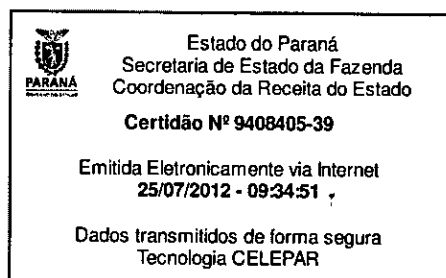 Estado do Paraná
Secretaria de Estado da Fazenda
Coordenação da Receita do Estado
PARANÁ
Certidão Nº 9408405-39
Emitida Eletronicamente via Internet
25/07/2012 - 09:34:51
Dados transmitidos de forma segura
Tecnologia CELEPAR